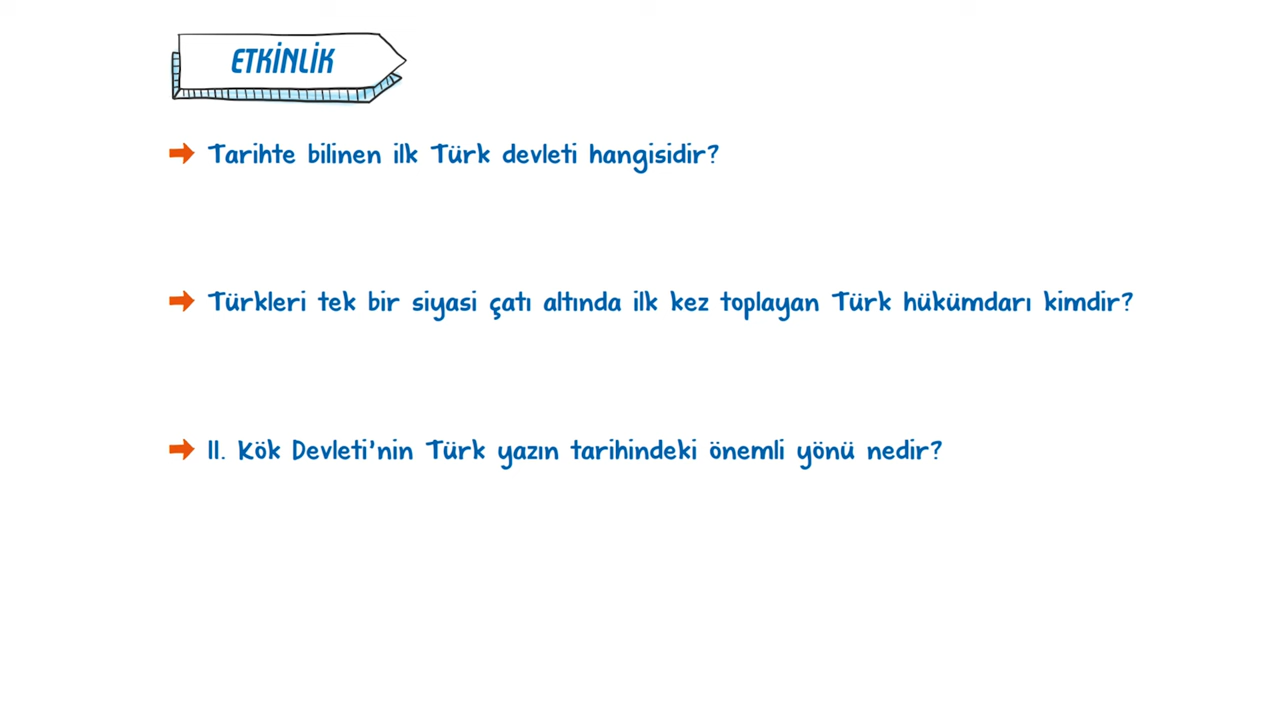 ETKİNLİK
Tarihte bilinen ilk Türk devleti hangisidir?
Türkleri tek bir siyasi çatı altında ilk kez toplayan Türk hükümdarı kimdir?
II. Kök Devleti'nin Türk yazın tarihindeki önemli yönü nedir?